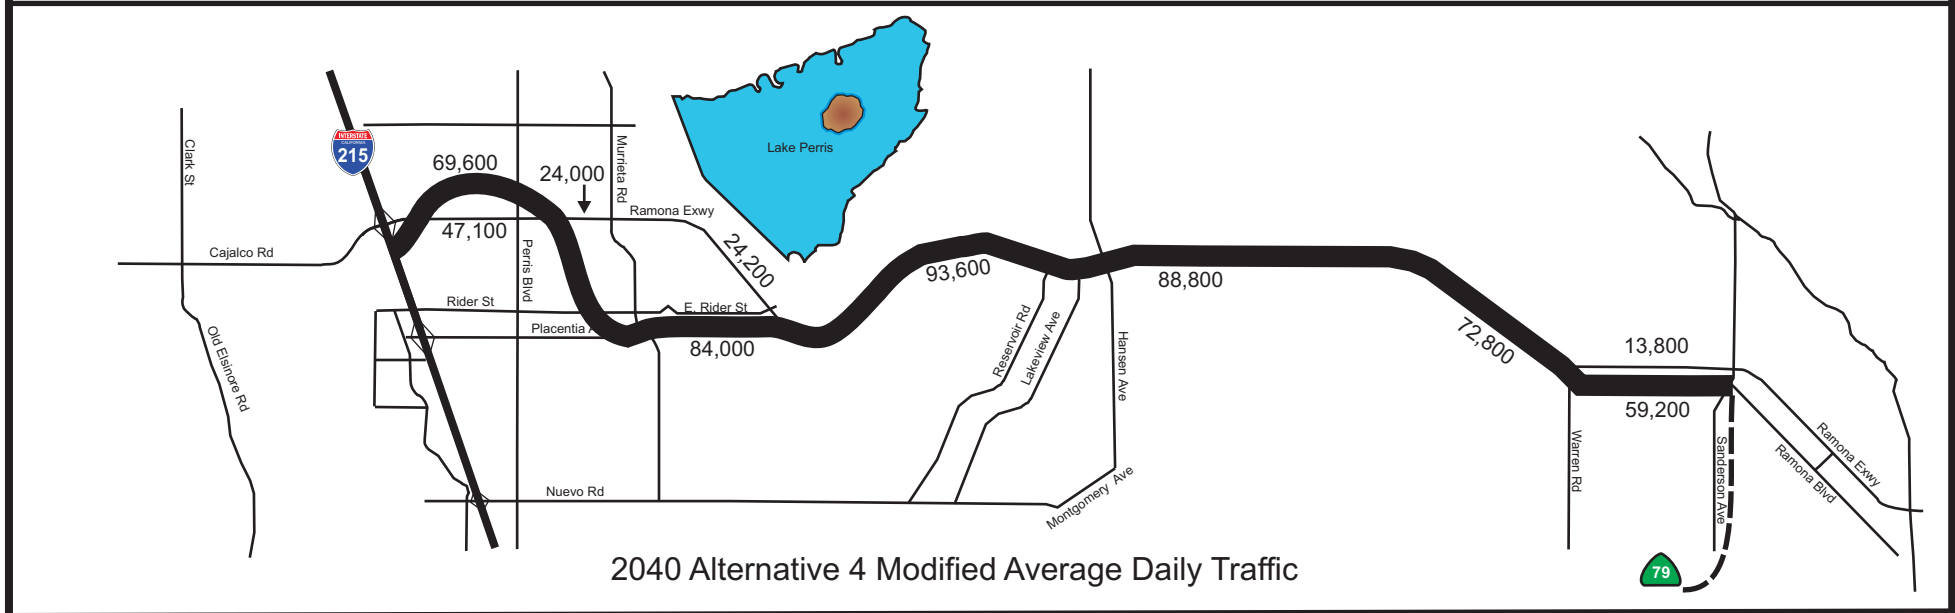 Clark St
INTERSTATE
CALIFORNIA
215
69,600
24,000
Murrieta Rd
Lake Perris
Ramona Exwy
47,100
Cajalco Rd
Perris Blvd
24,200
93,600
88,800
Rider St
E. Rider St
Placentia A
84,000
Old Elsinore Rd
Reservoir Rd
Lakeview Ave
Hansen Ave
72,800
13,800
59,200
Warren Rd
Sanderson Ave
Ramona Exwy
Ramona Blvd
Nuevo Rd
Montgomery Ave
2040 Alternative 4 Modified Average Daily Traffic
79